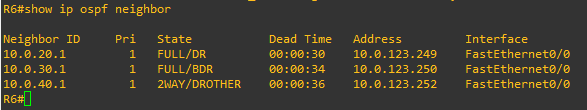 R6#show ip ospf neighbor
Neighbor ID Pri State Dead Time Address Interface
10.0.20.1 1 FULL/DR 00:00:30 10.0.123.249 FastEthernet0/0
10.0.30.1 1 FULL/BDR 00:00:34 10.0.123.250 FastEthernet0/0
10.0.40.1 1 2WAY/DROTHER 00:00:36 10.0.123.252 FastEthernet0/0
R6#